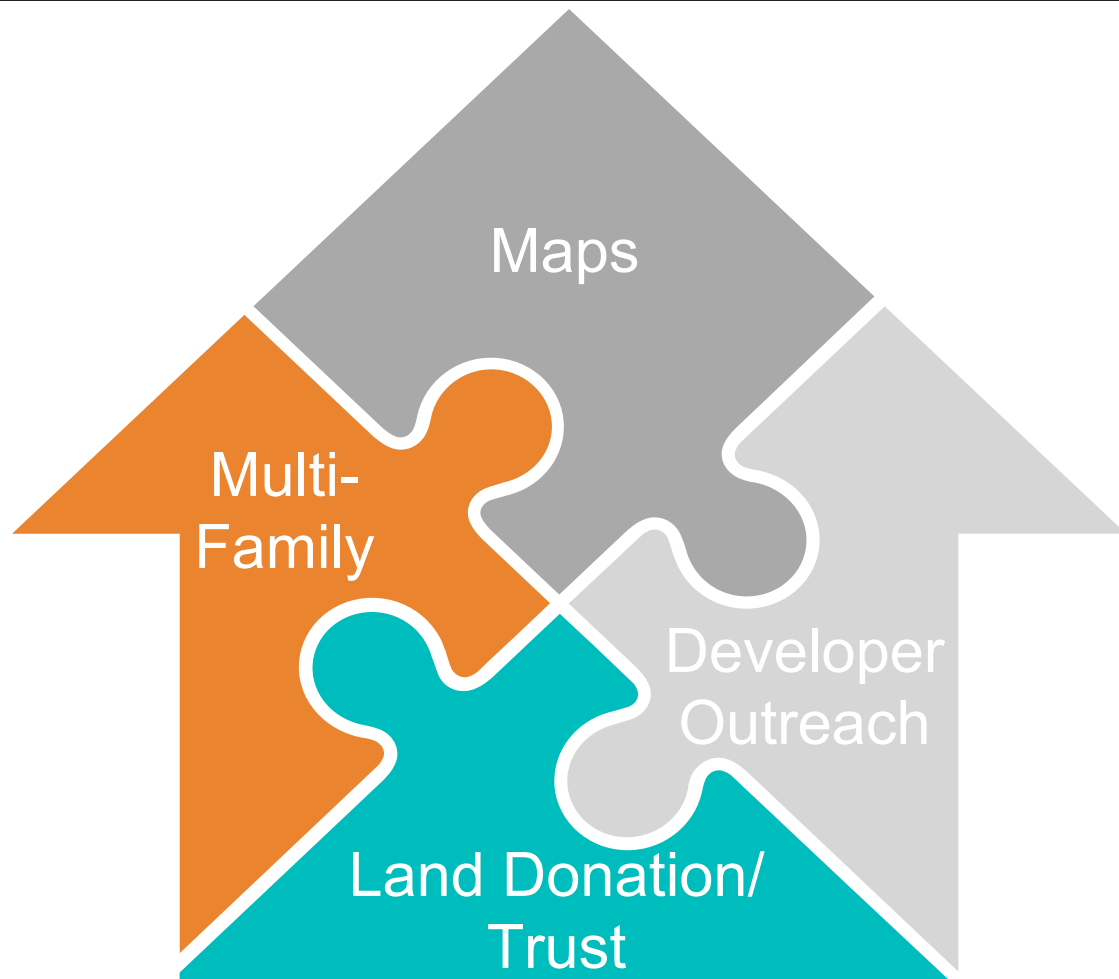 Maps
Multi-
Family
Developer
Outreach
Land Donation/
Trust